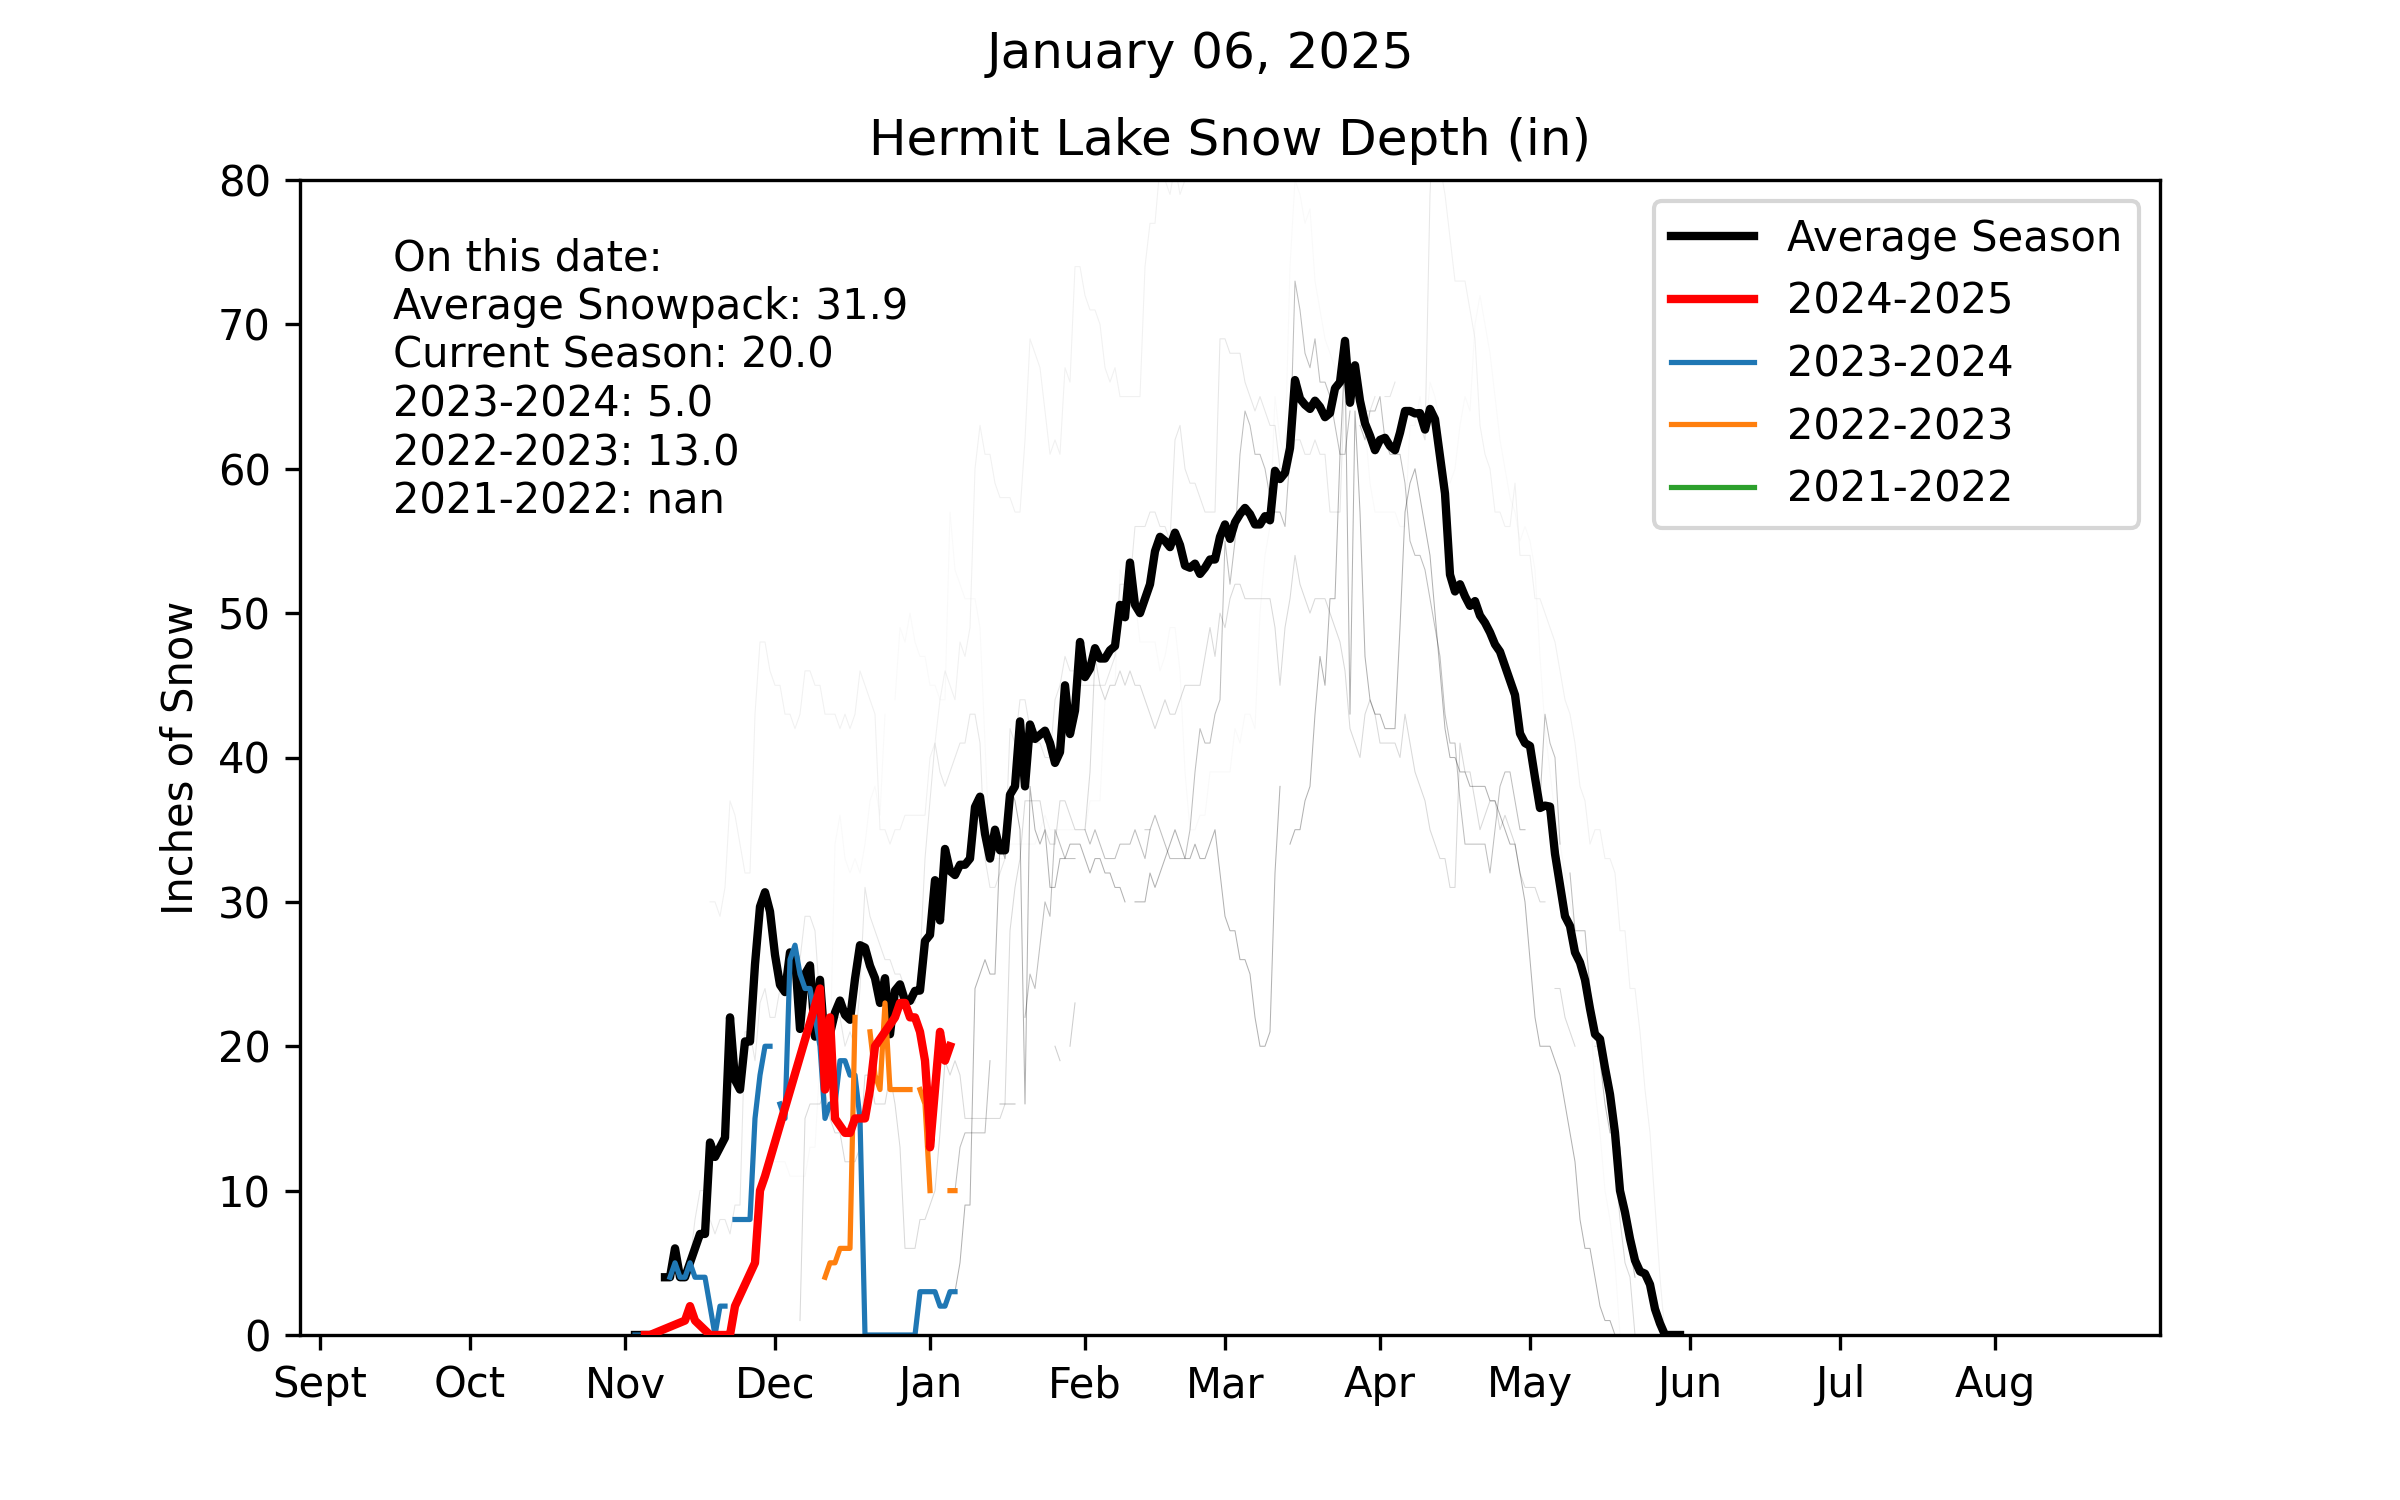 January 06, 2025
Hermit Lake Snow Depth (in)
On this date:
Average Snowpack: 31.9
Current Season: 20.0
2023-2024: 5.0
2022-2023: 13.0
2021-2022: nan
Average Season
2024-2025
2023-2024
2022-2023
2021-2022
Inches of Snow
80
70
60
50
40
30
20
10
0
Sept Oct Nov Dec Jan Feb Mar Apr May Jun Jul Aug